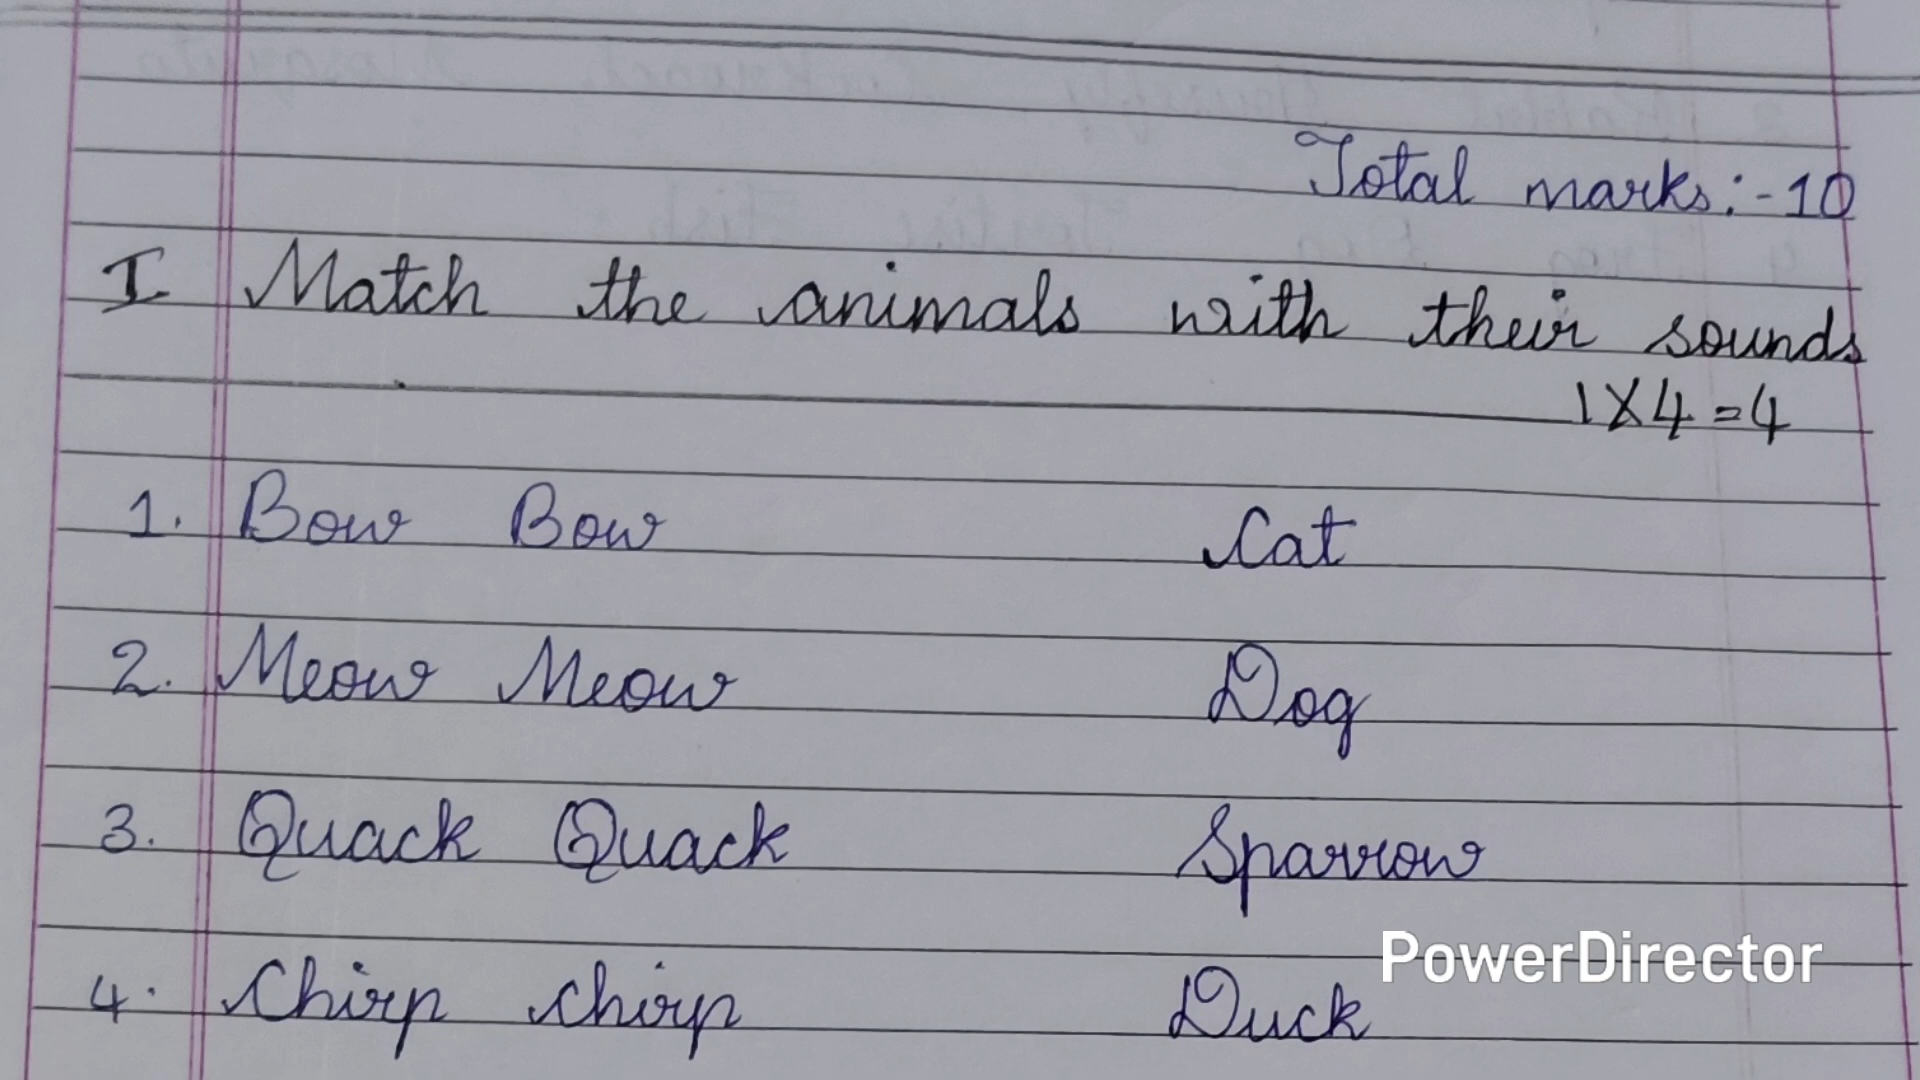 Total marks:-10
I Match the animals with their sounds
1X4=4
1. Bow Bow Cat
2. Meow Meow Dog
3. Quack Quack Sparrow
PowerDirector
4. Chirp chirp Duck